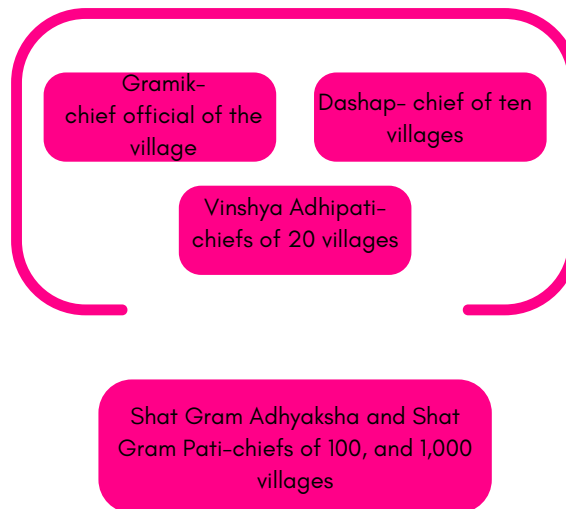 Gramik-
chief official of the
village
Dashap- chief of ten
villages
Vinshya Adhipati-
chiefs of 20 villages
Shat Gram Adhyaksha and Shat
Gram Pati-chiefs of 100, and 1,000
villages